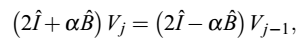 (2Î + αB̂) V_j = (2Î − αB̂) V_{j−1},